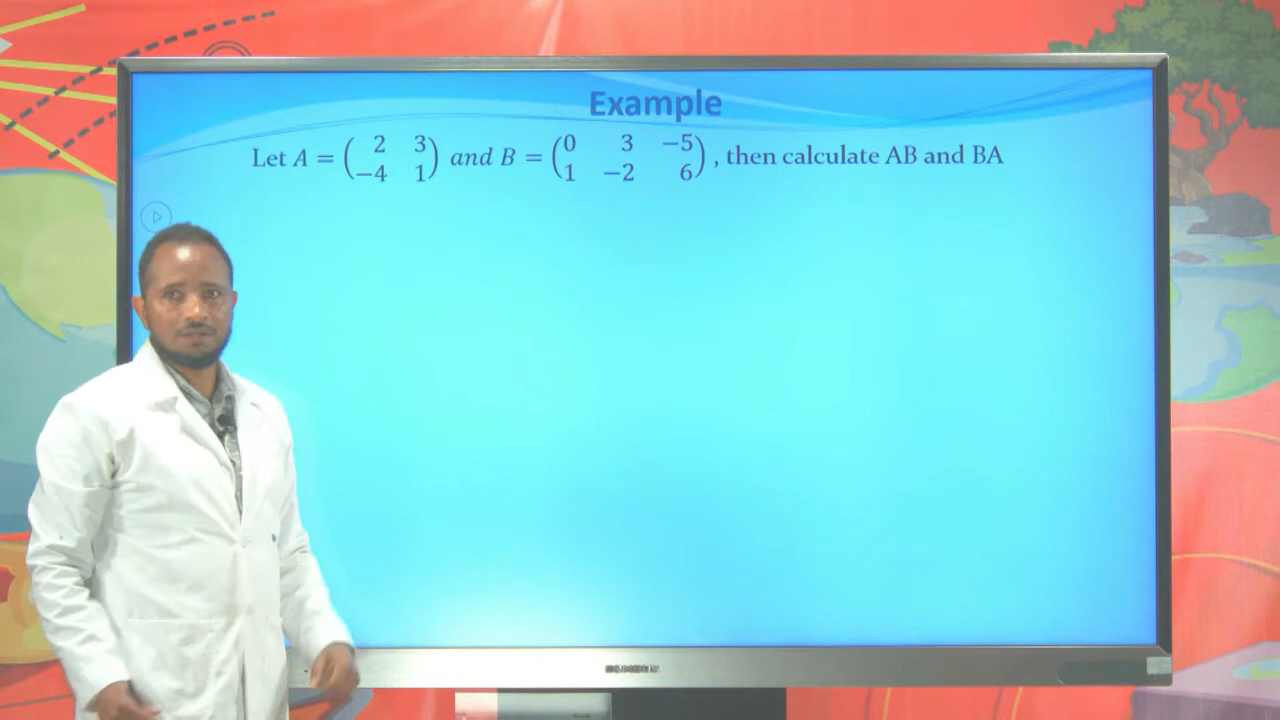 Example
Let A = ( 2 3 -4 1 ) and B = ( 0 3 −5 1 −2 6 ) , then calculate AB and BA